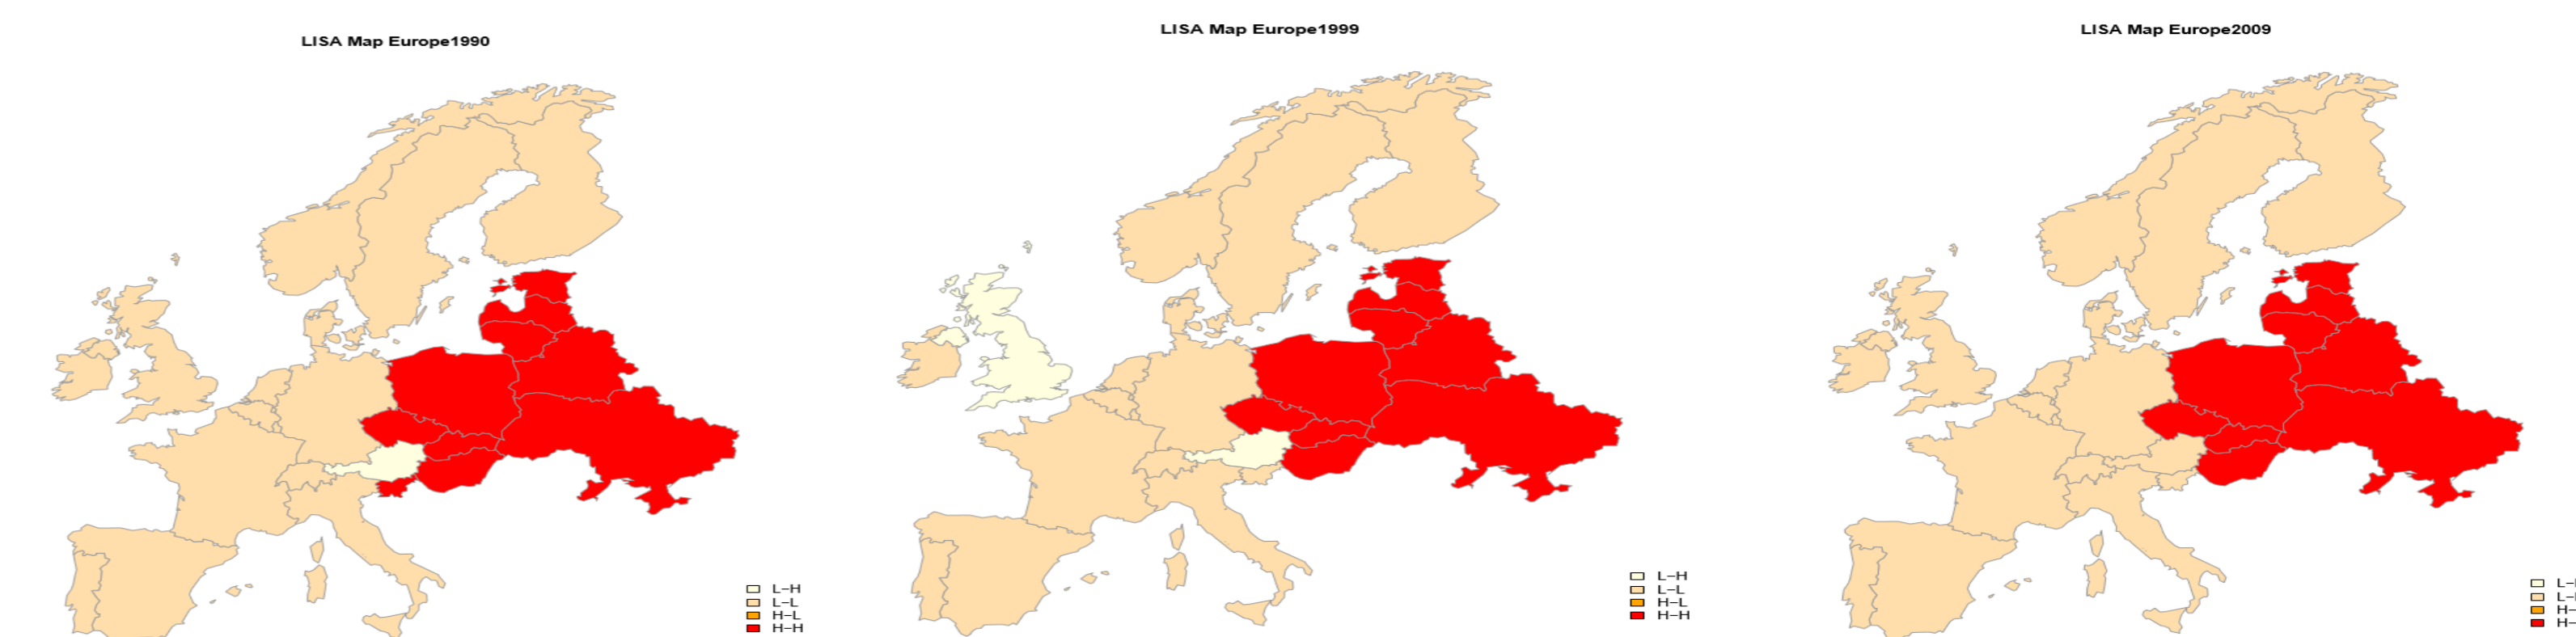 LISA Map Europe1990
LISA Map Europe1999
LISA Map Europe2009
L−H
L−L
H−L
H−H
L−H
L−L
H−L
H−H